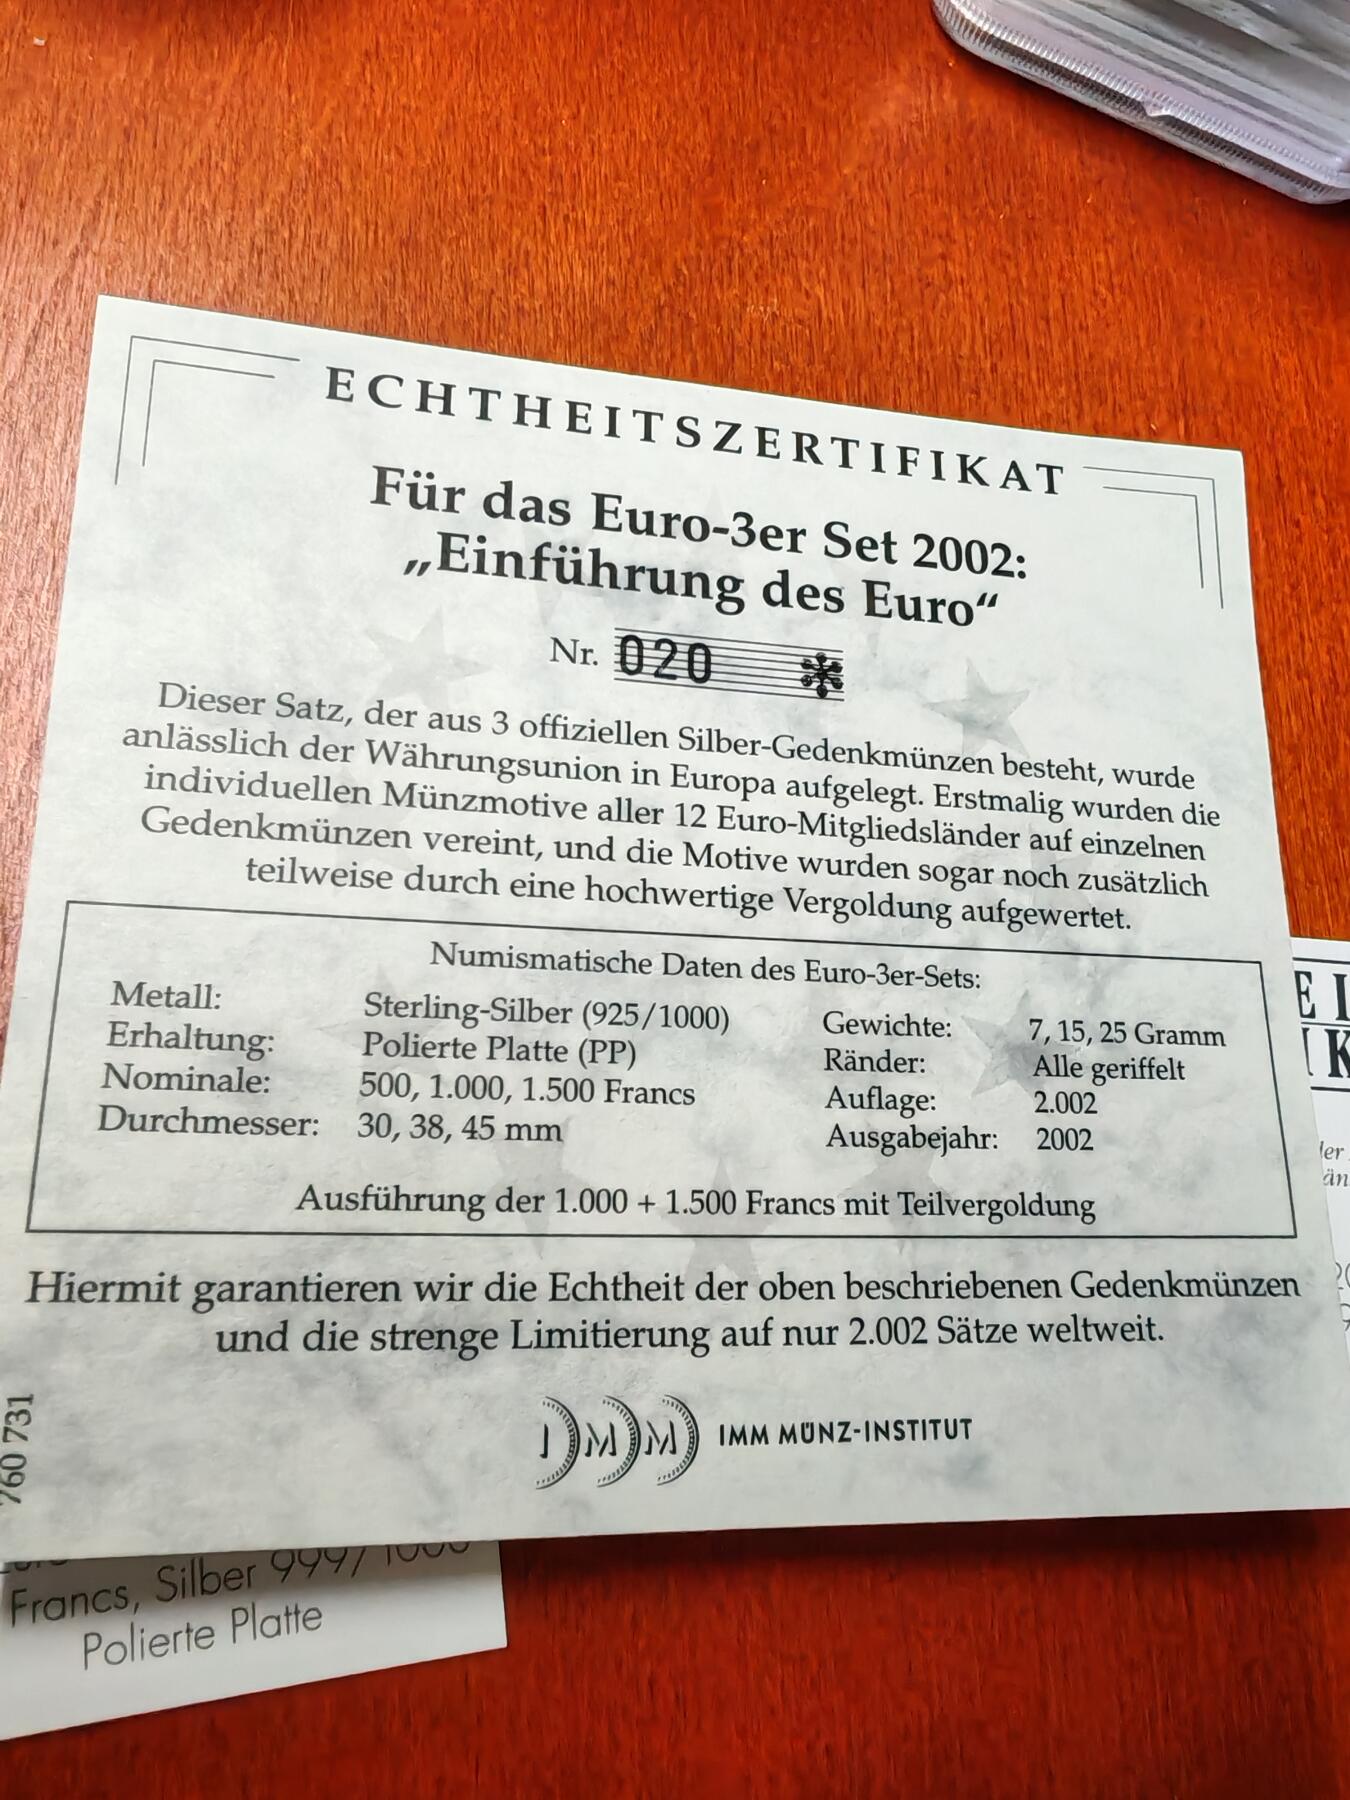 ECHTHEITSZERTIFIKAT
Für das Euro-3er Set 2002:
„Einführung des Euro“
Nr. 020
Dieser Satz, der aus 3 offiziellen Silber-Gedenkmünzen besteht, wurde
anlässlich der Währungsunion in Europa aufgelegt. Erstmalig wurden die
individuellen Münzmotive aller 12 Euro-Mitgliedsländer auf einzelnen
Gedenkmünzen vereint, und die Motive wurden sogar noch zusätzlich
teilweise durch eine hochwertige Vergoldung aufgewertet.
Numismatische Daten des Euro-3er-Sets:
Metall: Sterling-Silber (925/1000) Gewichte: 7, 15, 25 Gramm
Erhaltung: Polierte Platte (PP) Ränder: Alle geriffelt
Nominale: 500, 1.000, 1.500 Francs Auflage: 2.002
Durchmesser: 30, 38, 45 mm Ausgabejahr: 2002
Ausführung der 1.000 + 1.500 Francs mit Teilvergoldung
Hiermit garantieren wir die Echtheit der oben beschriebenen Gedenkmünzen
und die strenge Limitierung auf nur 2.002 Sätze weltweit.
IMM IMM MÜNZ-INSTITUT
760 731
Francs, Silber 999/1000
Polierte Platte